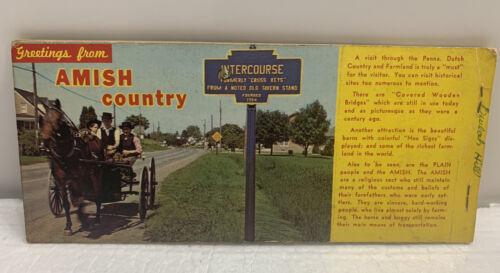 Greetings from
AMISH
country
INTERCOURSE
FORMERLY "CROSS KEYS"
FROM A NOTED OLD TAVERN STAND
FOUNDED
1754
A visit through the Penna. Dutch
Country and Farmland is truly a "must"
for the visitor. You can visit historical
sites too numerous to mention.
There are "Covered Wooden
Bridges" which are still in use today
and as picturesque as they were a
century ago.
Another attraction is the beautiful
barns with colorful "Hex Signs" dis-
played; and some of the richest farm-
land in the world.
Also to be seen, are the PLAIN
people and the AMISH. The AMISH
are a religious sect who still maintain
many of the customs and beliefs of
their forefathers who were early set-
tlers. They are sincere, hard-working
people, who live almost solely by farm-
ing. The horse and buggy still remains
their main means of transportation.